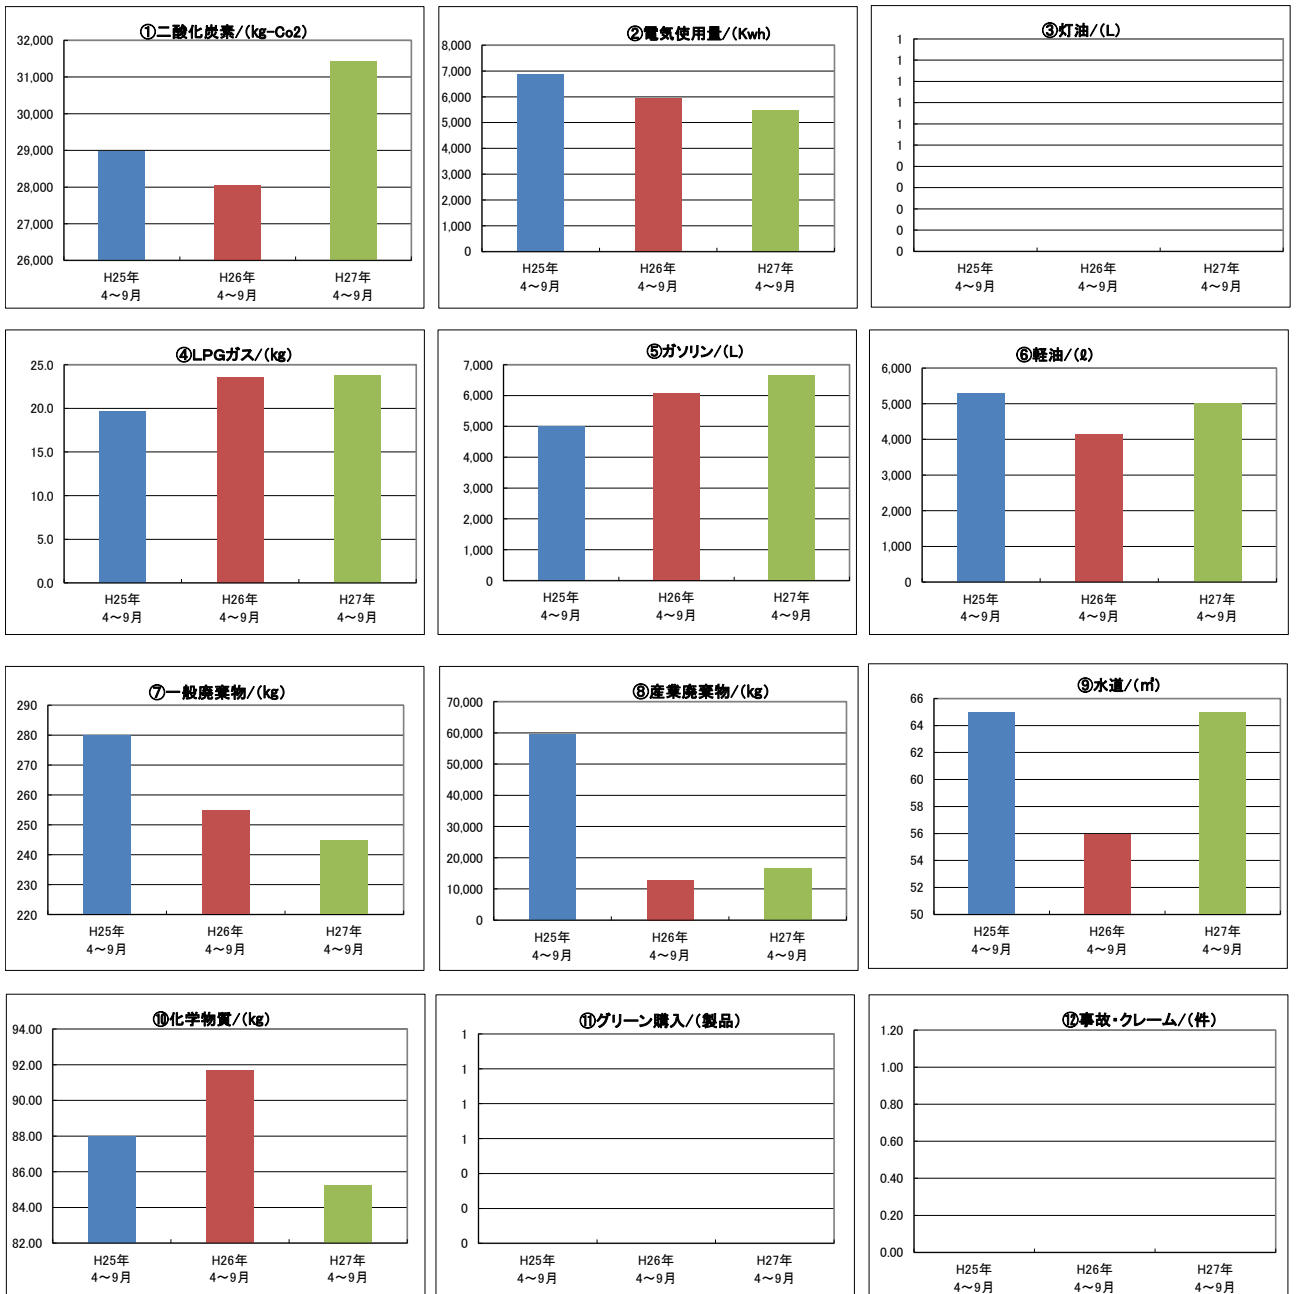 ①二酸化炭素/(kg-Co2)
32,000
31,000
30,000
29,000
28,000
27,000
26,000
H25年 H26年 H27年
4～9月 4～9月 4～9月
②電気使用量/(Kwh)
8,000
7,000
6,000
5,000
4,000
3,000
2,000
1,000
0
H25年 H26年 H27年
4～9月 4～9月 4～9月
③灯油/(L)
1
1
1
1
1
1
0
0
0
0
0
H25年 H26年 H27年
4～9月 4～9月 4～9月
④LPGガス/(kg)
25.0
20.0
15.0
10.0
5.0
0.0
H25年 H26年 H27年
4～9月 4～9月 4～9月
⑤ガソリン/(L)
7,000
6,000
5,000
4,000
3,000
2,000
1,000
0
H25年 H26年 H27年
4～9月 4～9月 4～9月
⑥軽油/(ℓ)
6,000
5,000
4,000
3,000
2,000
1,000
0
H25年 H26年 H27年
4～9月 4～9月 4～9月
⑦一般廃棄物/(kg)
290
280
270
260
250
240
230
220
H25年 H26年 H27年
4～9月 4～9月 4～9月
⑧産業廃棄物/(kg)
70,000
60,000
50,000
40,000
30,000
20,000
10,000
0
H25年 H26年 H27年
4～9月 4～9月 4～9月
⑨水道/(㎥)
66
64
62
60
58
56
54
52
50
H25年 H26年 H27年
4～9月 4～9月 4～9月
⑩化学物質/(kg)
94.00
92.00
90.00
88.00
86.00
84.00
82.00
H25年 H26年 H27年
4～9月 4～9月 4～9月
⑪グリーン購入/(製品)
1
1
1
1
0
0
0
H25年 H26年 H27年
4～9月 4～9月 4～9月
⑫事故・クレーム/(件)
1.20
1.00
0.80
0.60
0.40
0.20
0.00
H25年 H26年 H27年
4～9月 4～9月 4～9月